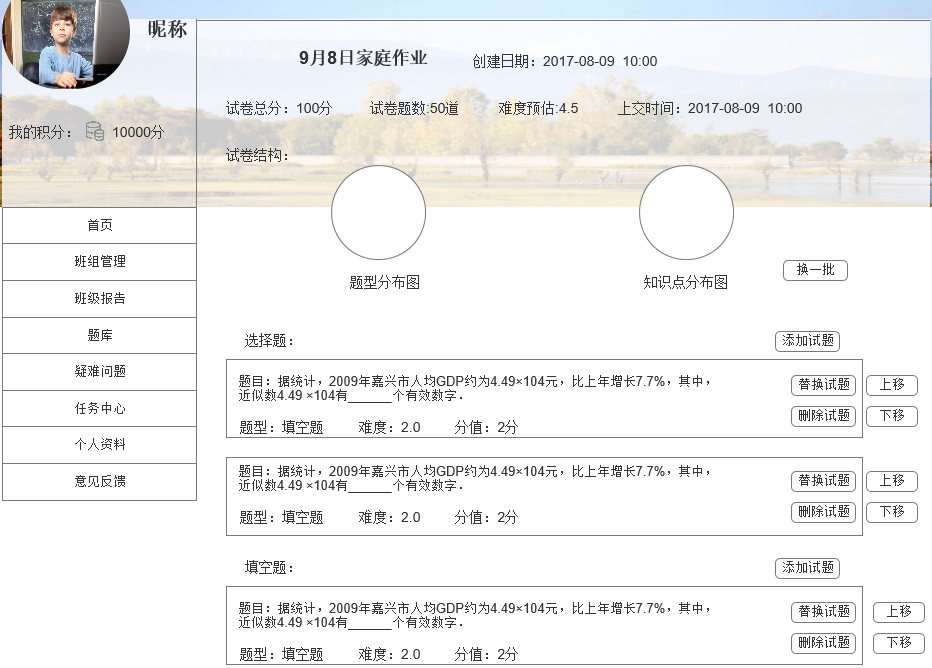 昵称
9月8日家庭作业
创建日期：2017-08-09 10:00
我的积分： 10000分
试卷总分：100分 试卷题数:50道 难度预估:4.5 上交时间：2017-08-09 10:00
试卷结构：
题型分布图 知识点分布图
换一批
首页
班组管理
班级报告
题库
疑难问题
任务中心
个人资料
意见反馈
选择题： 添加试题
题目：据统计，2009年嘉兴市人均GDP约为4.49×104元，比上年增长7.7%，其中，
近似数4.49 ×104有______个有效数字．
题型：填空题 难度：2.0 分值：2分
替换试题 上移
删除试题 下移
题目：据统计，2009年嘉兴市人均GDP约为4.49×104元，比上年增长7.7%，其中，
近似数4.49 ×104有______个有效数字．
题型：填空题 难度：2.0 分值：2分
替换试题 上移
删除试题 下移
填空题： 添加试题
题目：据统计，2009年嘉兴市人均GDP约为4.49×104元，比上年增长7.7%，其中，
近似数4.49 ×104有______个有效数字．
题型：填空题 难度：2.0 分值：2分
替换试题 上移
删除试题 下移